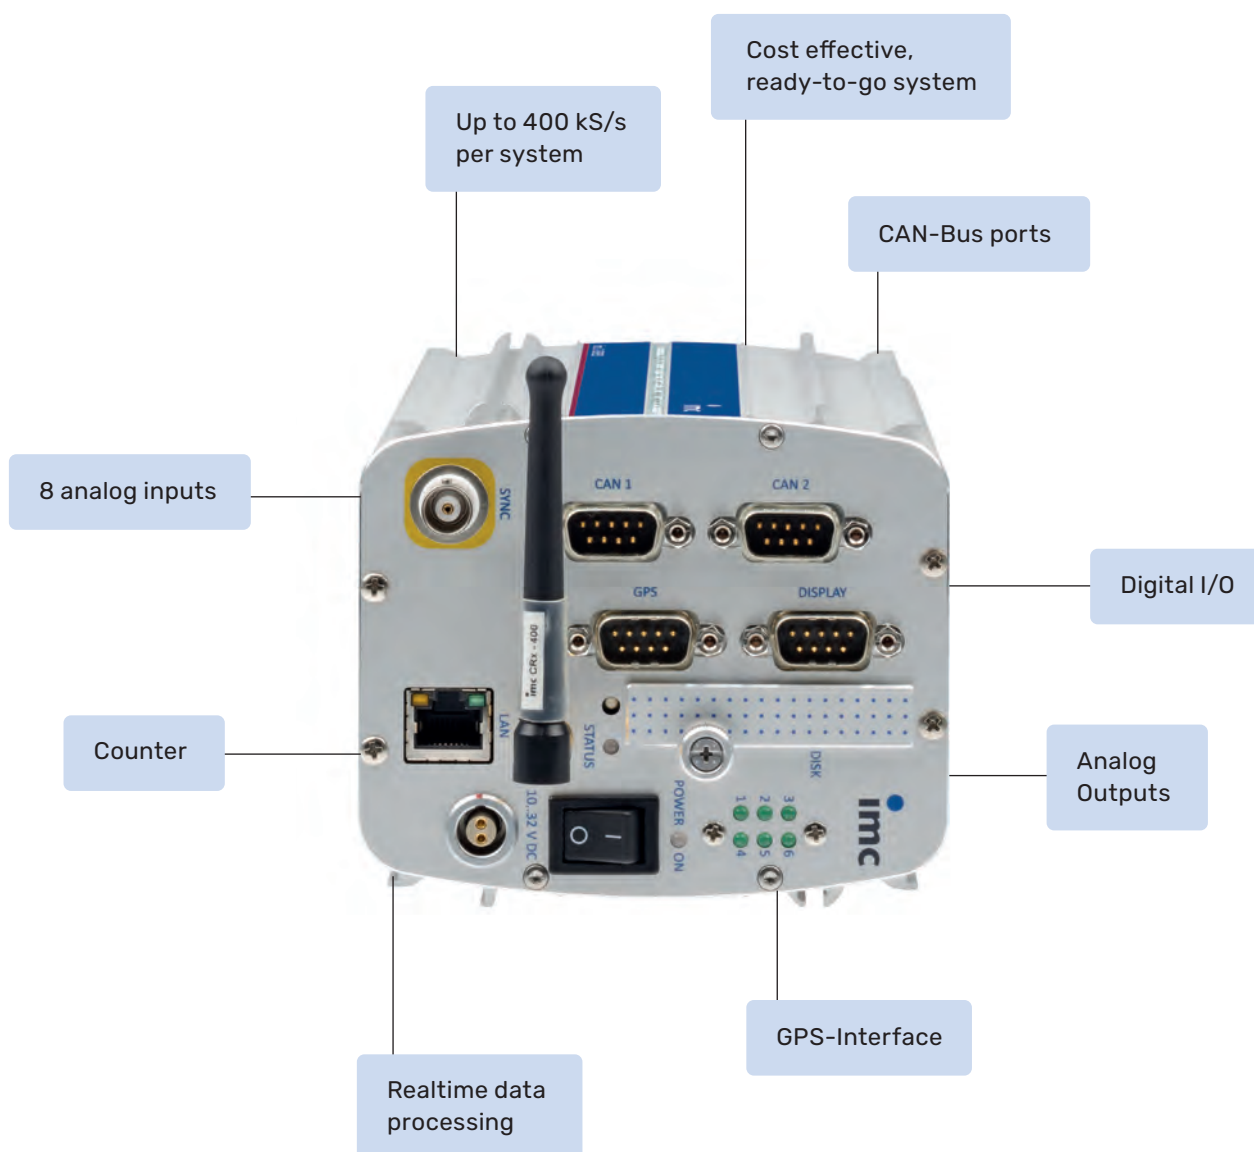 Cost effective,
ready-to-go system
Up to 400 kS/s
per system
CAN-Bus ports
8 analog inputs
SYNC
CAN 1
CAN 2
Digital I/O
GPS
DISPLAY
imc CRx - 400
LAN
STATUS
DISK
Counter
Analog
Outputs
10..32 V DC
POWER ON
1 2 3
4 5 6
imc
GPS-Interface
Realtime data
processing